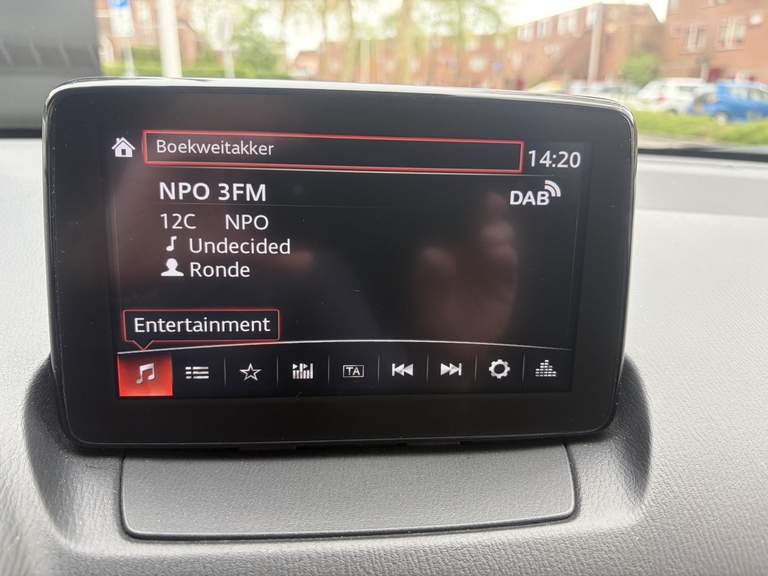 Boekweitakker
14:20
NPO 3FM
DAB
12C NPO
Undecided
Ronde
Entertainment
TA